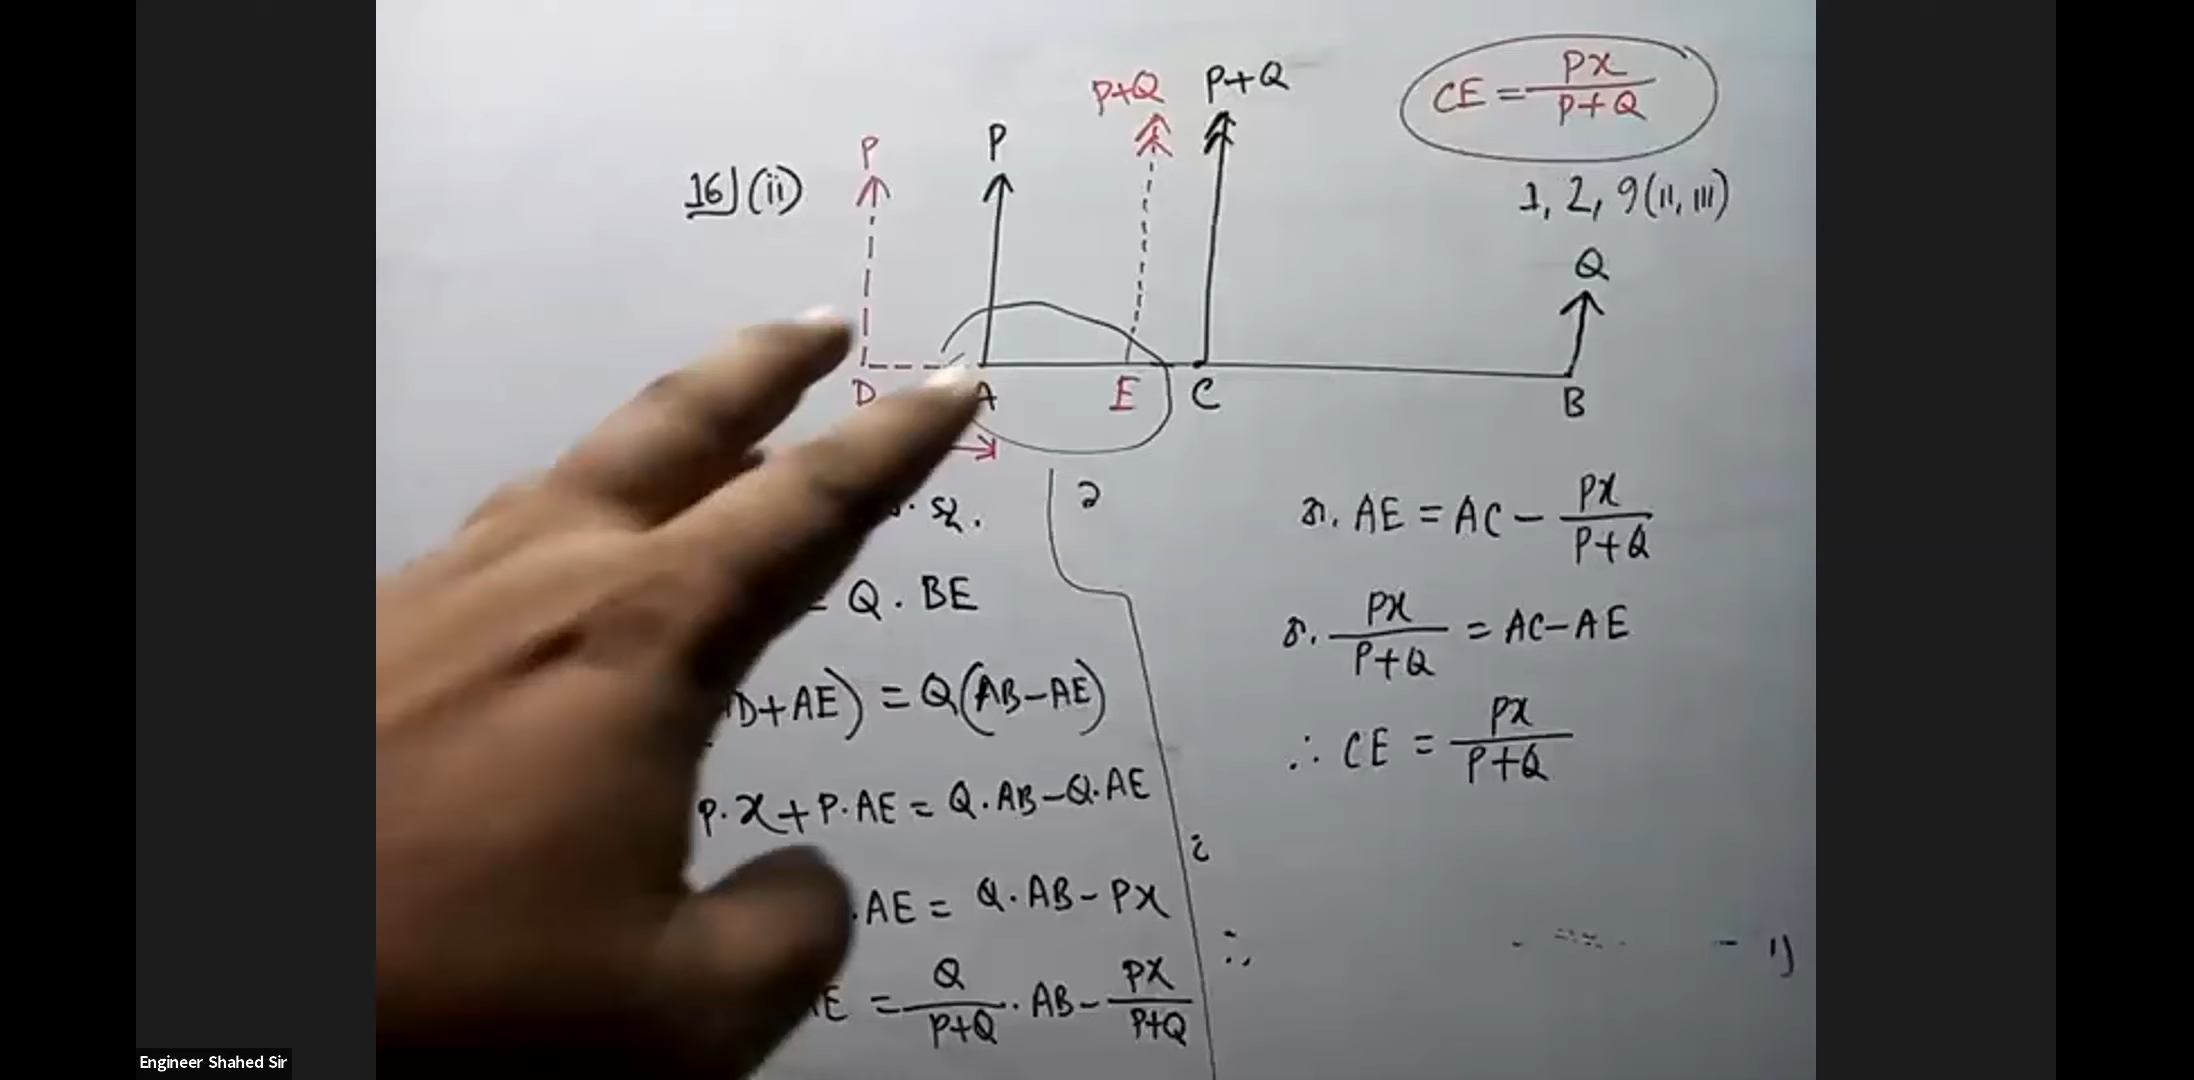 CE = Px / P+Q
P+Q P+Q
P P
16) (ii)
1, 2, 9 (ii, iii)
Q
D A E C B
= Q . BE
D+AE) = Q(AB-AE)
P.x + P.AE = Q.AB - Q.AE
.AE = Q.AB - Px
AE = Q / P+Q . AB - Px / P+Q
বা. AE = AC - Px / P+Q
বা. Px / P+Q = AC - AE
∴ CE = Px / P+Q
∴
Engineer Shahed Sir